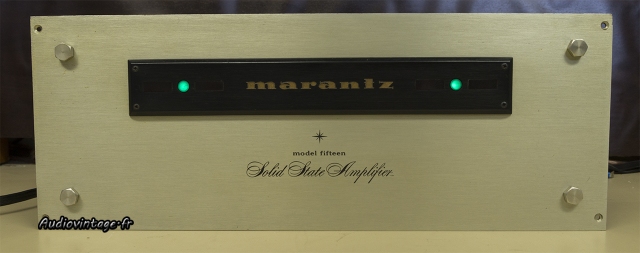 marantz
model fifteen
Solid State Amplifier.
Audiovintage.fr